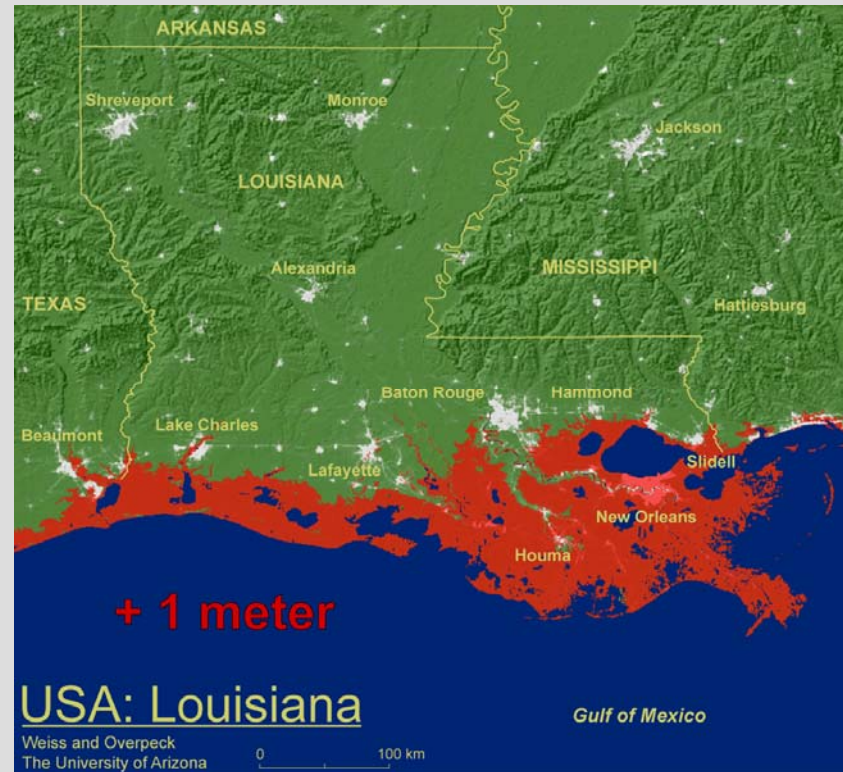 ARKANSAS
Shreveport
Monroe
Jackson
LOUISIANA
Alexandria
MISSISSIPPI
TEXAS
Hattiesburg
Baton Rouge
Hammond
Beaumont
Lake Charles
Lafayette
Slidell
New Orleans
Houma
+ 1 meter
USA: Louisiana
Gulf of Mexico
Weiss and Overpeck
The University of Arizona
0 100 km